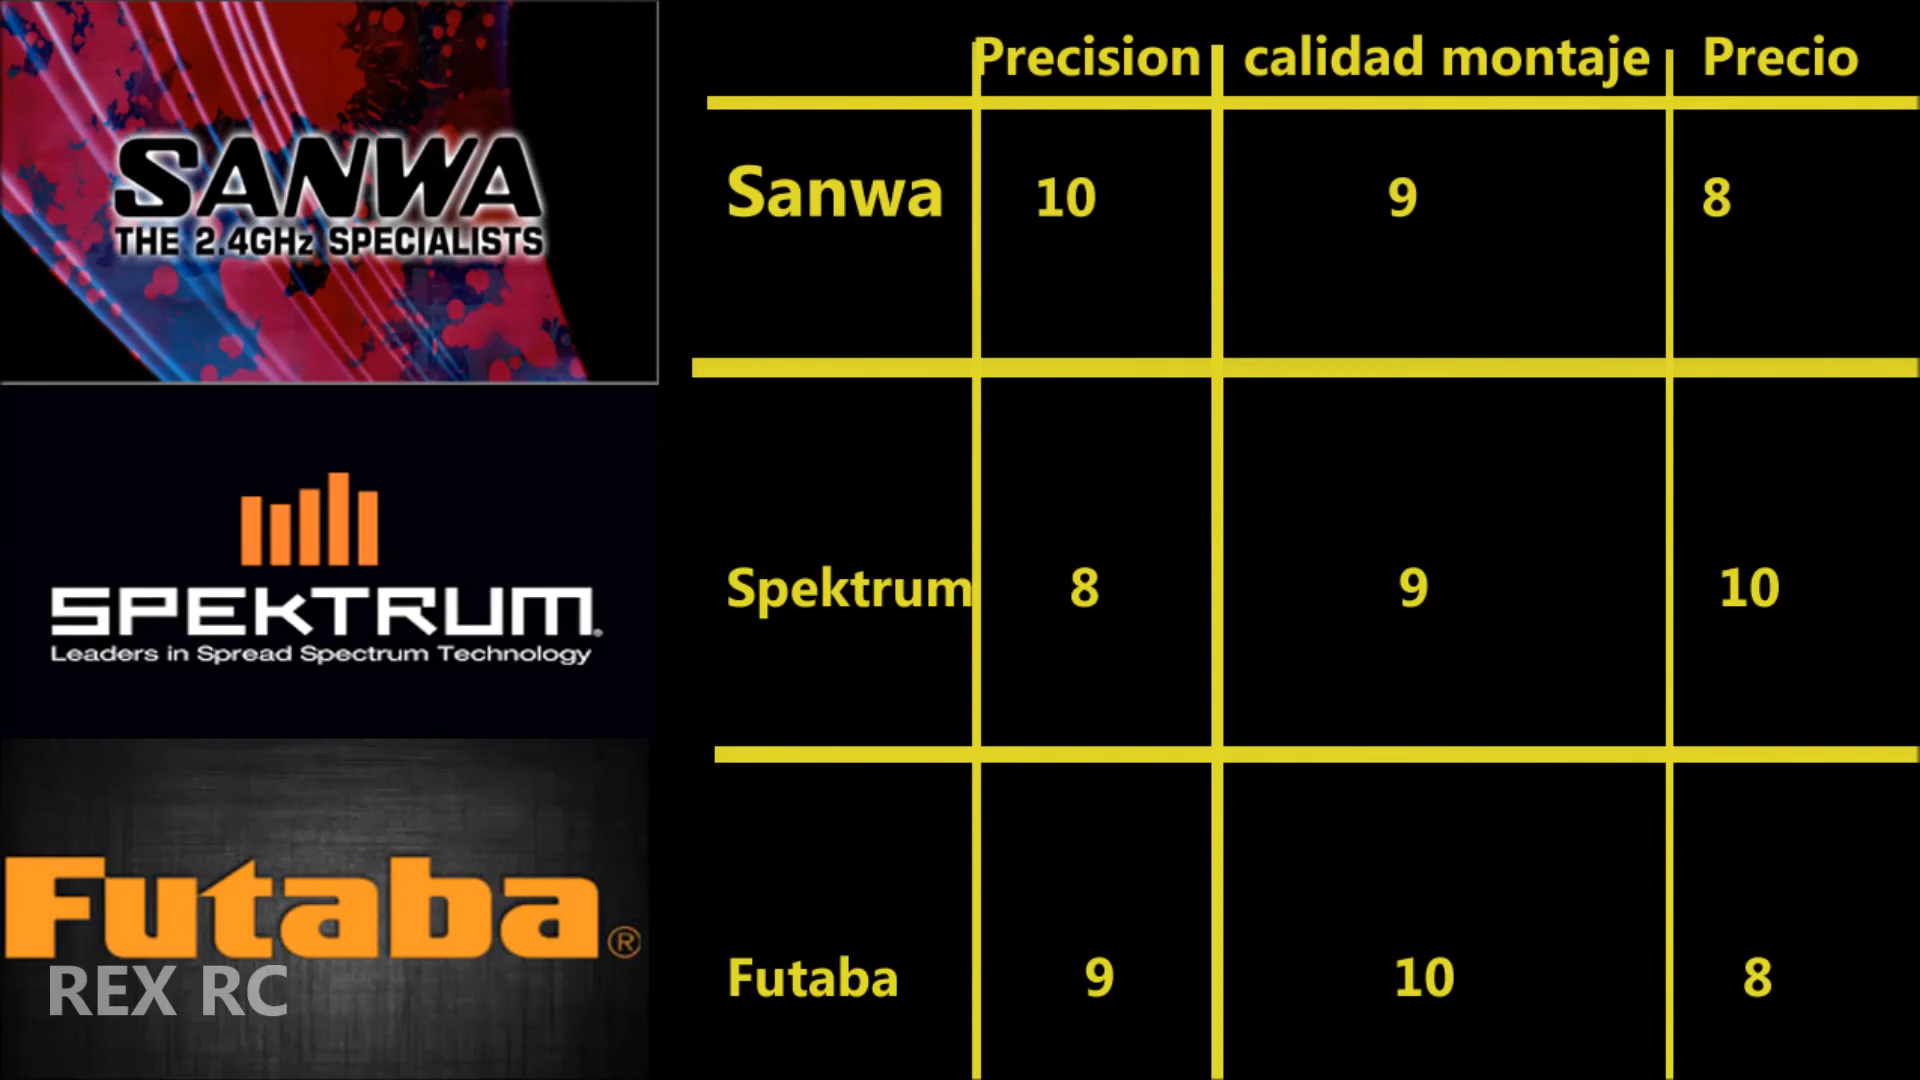 SANWA
THE 2.4GHz SPECIALISTS
SPEKTRUM®
Leaders in Spread Spectrum Technology
Futaba®
REX RC
Precision calidad montaje Precio
Sanwa 10 9 8
Spektrum 8 9 10
Futaba 9 10 8